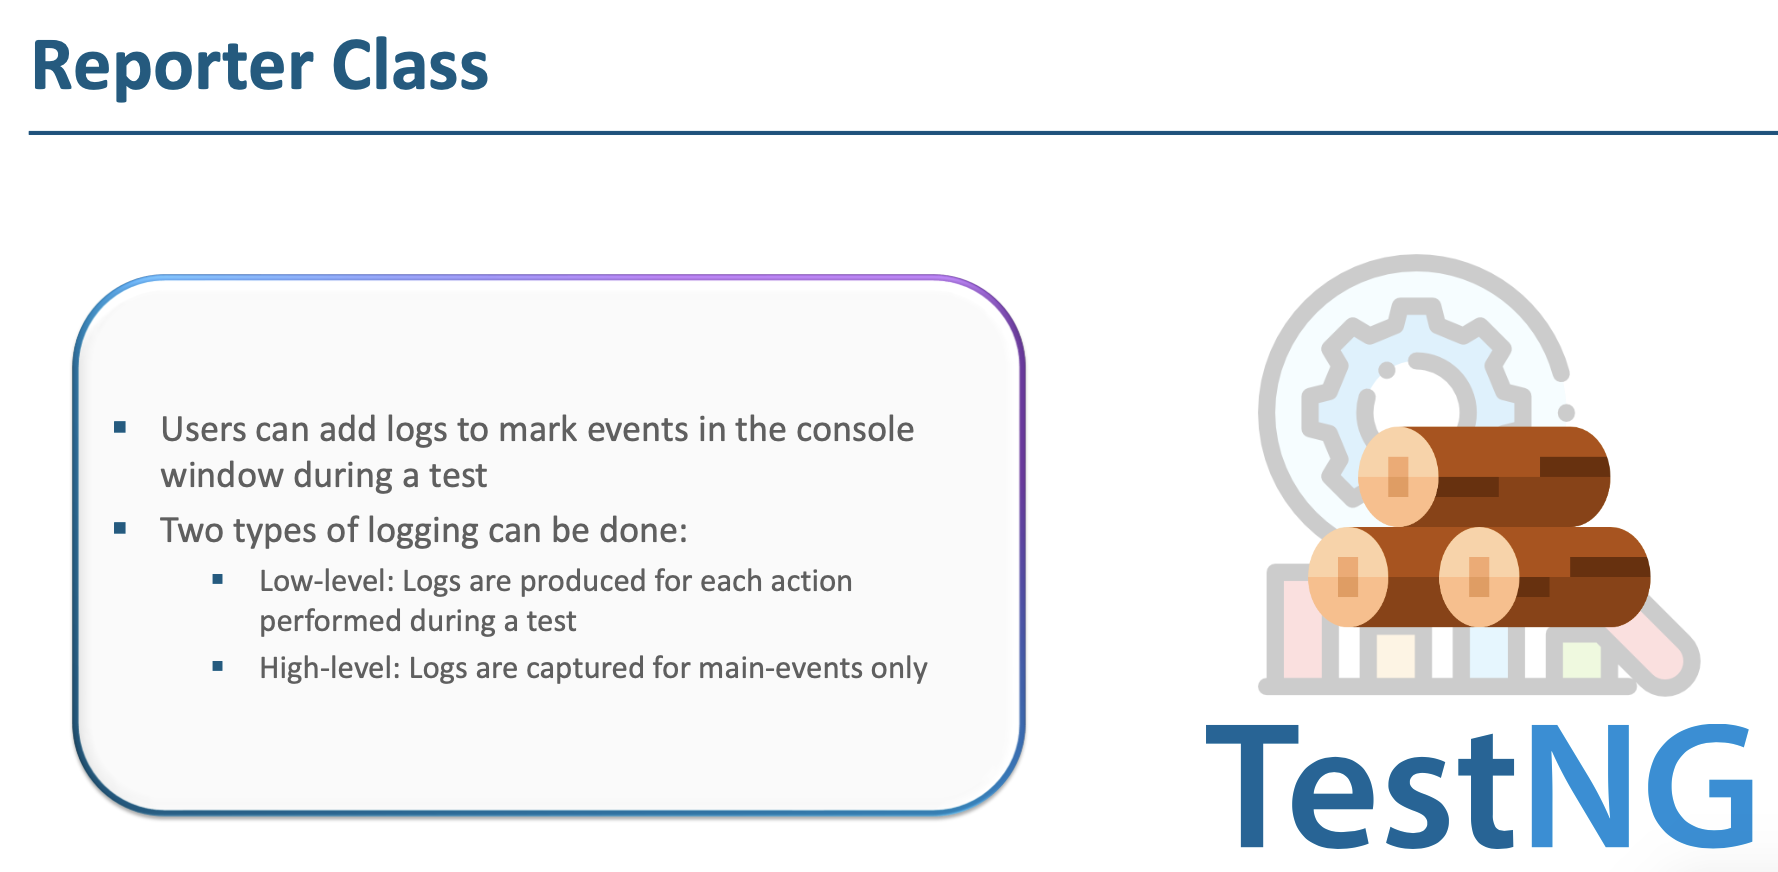 Reporter Class
Users can add logs to mark events in the console
window during a test
Two types of logging can be done:
Low-level: Logs are produced for each action
performed during a test
High-level: Logs are captured for main-events only
TestNG